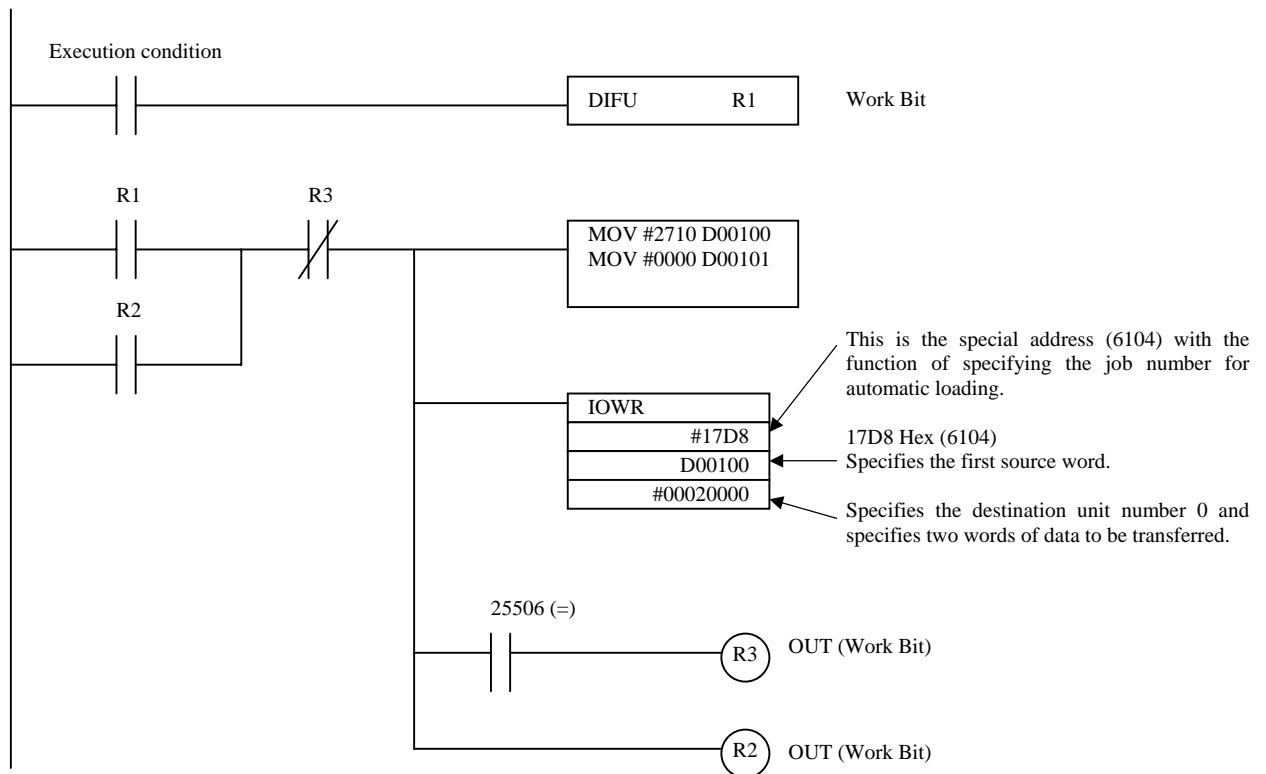 Execution condition
DIFU R1
Work Bit
R1
R3
MOV #2710 D00100
MOV #0000 D00101
R2
This is the special address (6104) with the
function of specifying the job number for
automatic loading.
IOWR
#17D8
17D8 Hex (6104)
D00100
Specifies the first source word.
#00020000
Specifies the destination unit number 0 and
specifies two words of data to be transferred.
25506 (=)
R3
OUT (Work Bit)
R2
OUT (Work Bit)